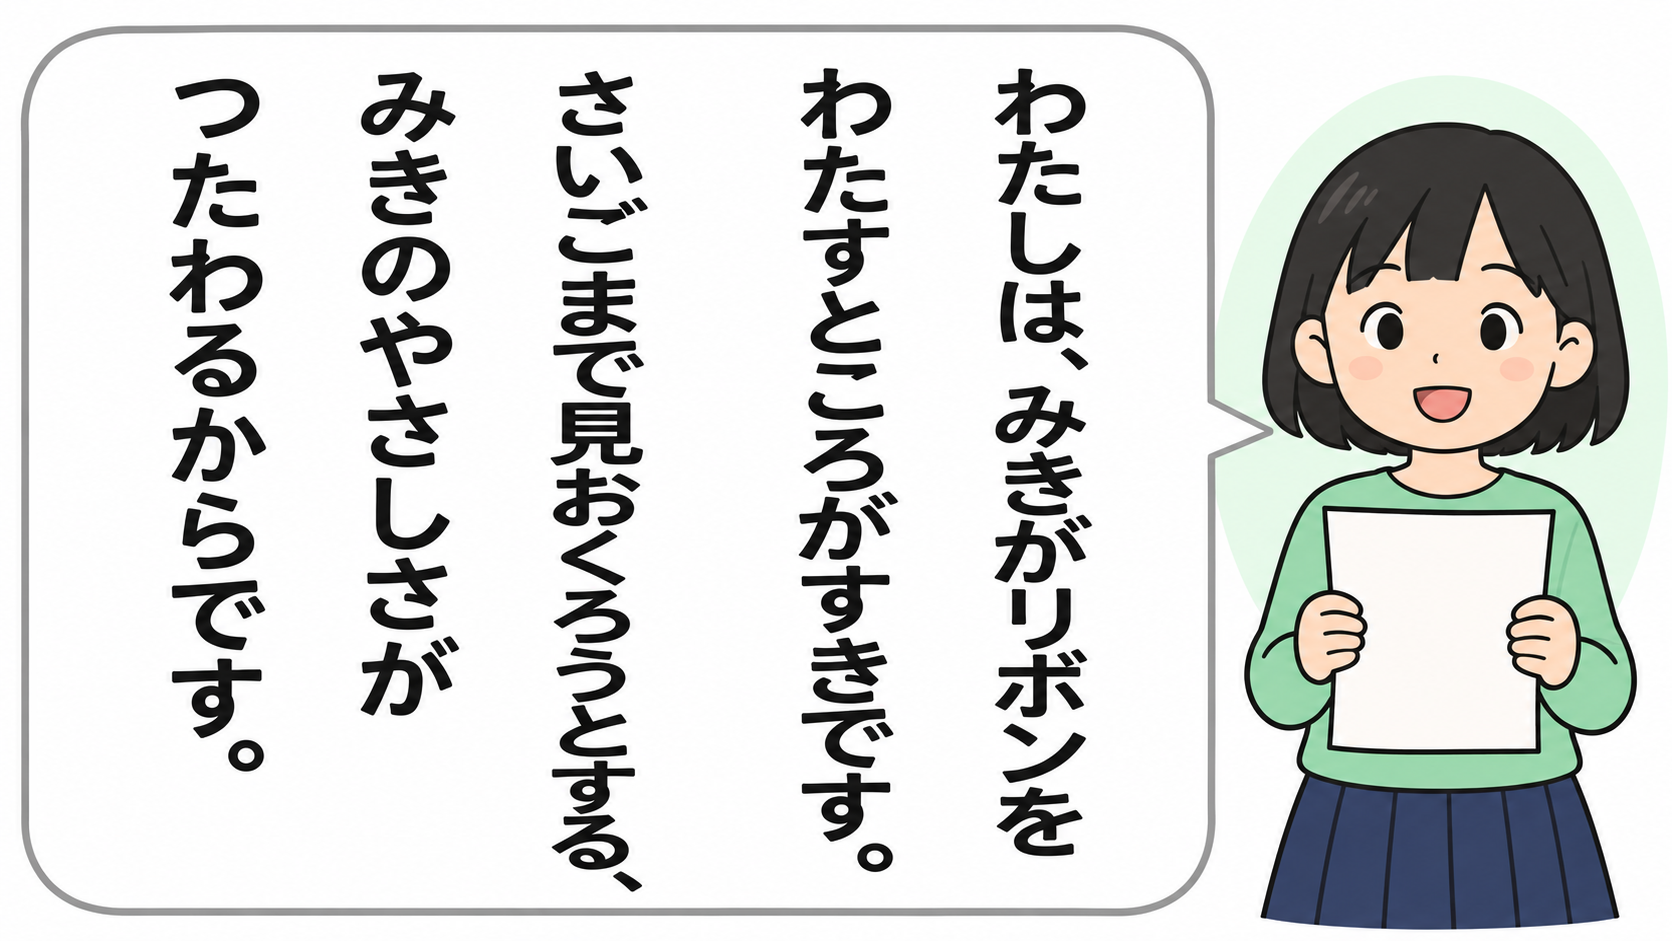 わたしは、みきがリボンを
わたすところがすきです。
さいごまで見おくろうとする、
みきのやさしさが
つたわるからです。